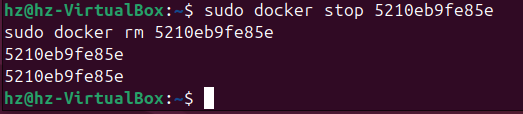 hz@hz-VirtualBox:~$ sudo docker stop 5210eb9fe85e
sudo docker rm 5210eb9fe85e
5210eb9fe85e
5210eb9fe85e
hz@hz-VirtualBox:~$